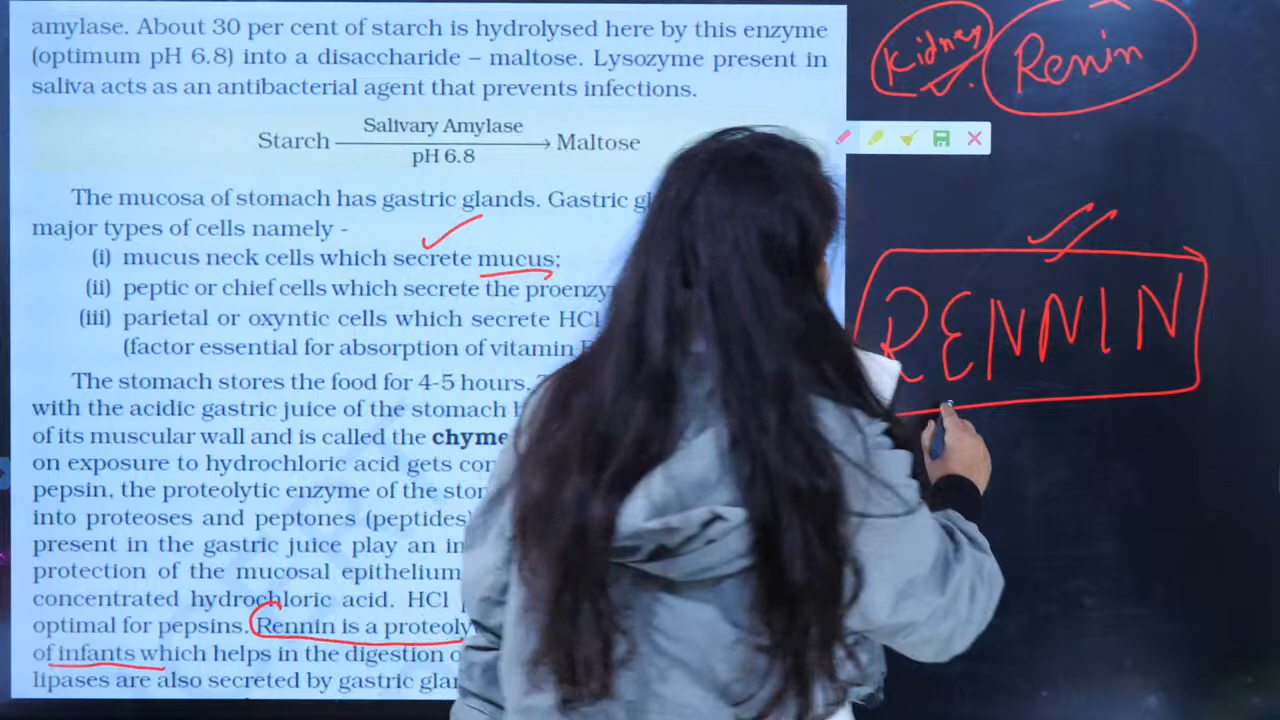 amylase. About 30 per cent of starch is hydrolysed here by this enzyme
(optimum pH 6.8) into a disaccharide – maltose. Lysozyme present in
saliva acts as an antibacterial agent that prevents infections.
Starch Salivary Amylase Maltose
pH 6.8
The mucosa of stomach has gastric glands. Gastric
major types of cells namely -
(i) mucus neck cells which secrete mucus;
(ii) peptic or chief cells which secrete the
(iii) parietal or oxyntic cells which secrete HCl
(factor essential for absorption of vitamin
The stomach stores the food for 4-5 hours.
with the acidic gastric juice of the stomach
of its muscular wall and is called the chyme
on exposure to hydrochloric acid gets
pepsin, the proteolytic enzyme of the
into proteoses and peptones (peptides)
present in the gastric juice play an
protection of the mucosal epithelium
concentrated hydrochloric acid. HCl
optimal for pepsins. Rennin is a
of infants which helps in the digestion
lipases are also secreted by gastric
Kidney Renin
RENNIN